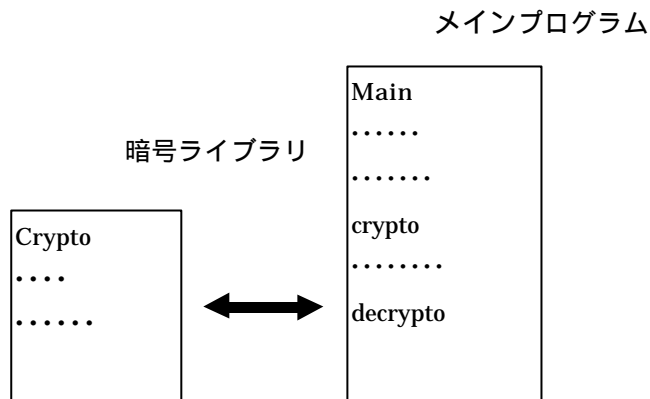 メインプログラム
Main
......
.......
crypto
........
decrypto
暗号ライブラリ
Crypto
....
......